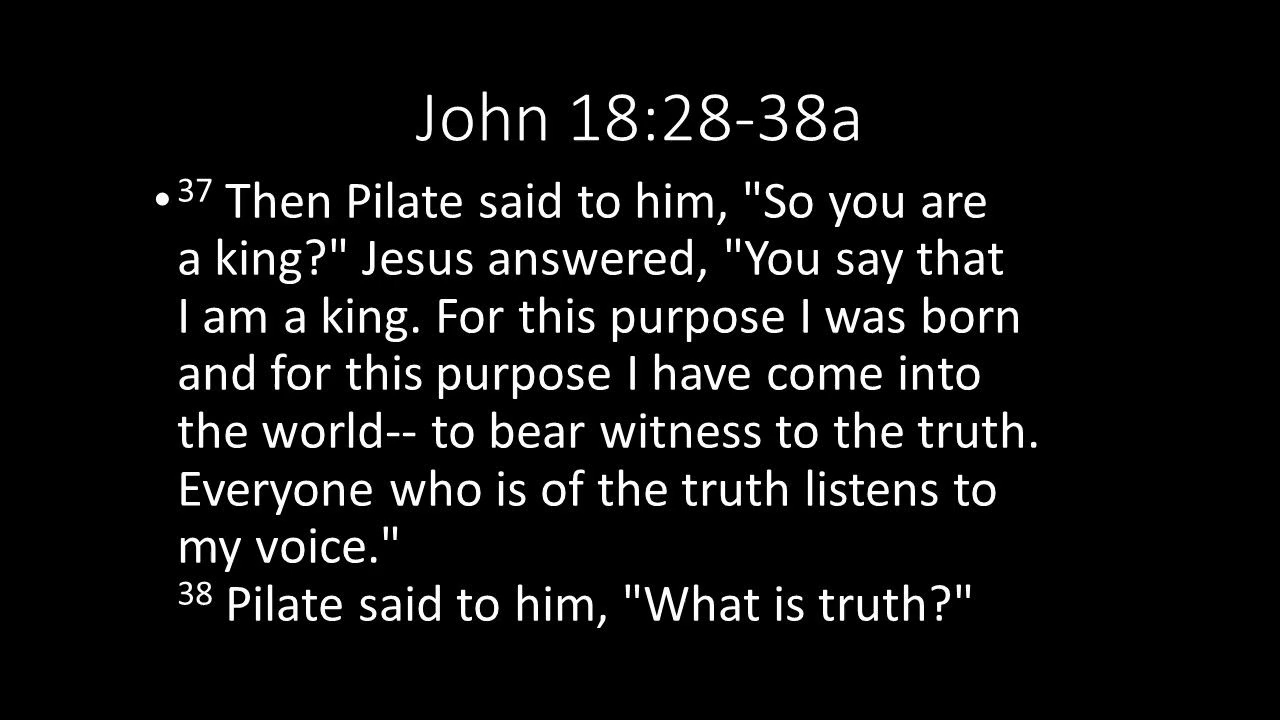 John 18:28-38a
• 37 Then Pilate said to him, "So you are
a king?" Jesus answered, "You say that
I am a king. For this purpose I was born
and for this purpose I have come into
the world-- to bear witness to the truth.
Everyone who is of the truth listens to
my voice."
38 Pilate said to him, "What is truth?"